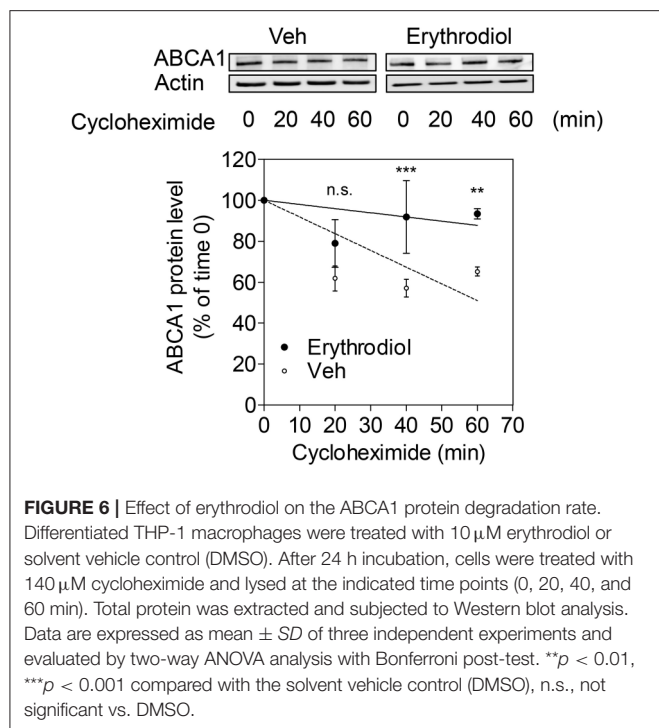 Veh Erythrodiol
ABCA1
Actin
Cycloheximide 0 20 40 60 0 20 40 60 (min)
ABCA1 protein level
(% of time 0)
120
100
80
60
40
20
0
n.s.
***
**
Erythrodiol
Veh
0 10 20 30 40 50 60 70
Cycloheximide (min)
FIGURE 6 | Effect of erythrodiol on the ABCA1 protein degradation rate.
Differentiated THP-1 macrophages were treated with 10 μM erythrodiol or
solvent vehicle control (DMSO). After 24 h incubation, cells were treated with
140 μM cycloheximide and lysed at the indicated time points (0, 20, 40, and
60 min). Total protein was extracted and subjected to Western blot analysis.
Data are expressed as mean ± SD of three independent experiments and
evaluated by two-way ANOVA analysis with Bonferroni post-test. **p < 0.01,
***p < 0.001 compared with the solvent vehicle control (DMSO), n.s., not
significant vs. DMSO.